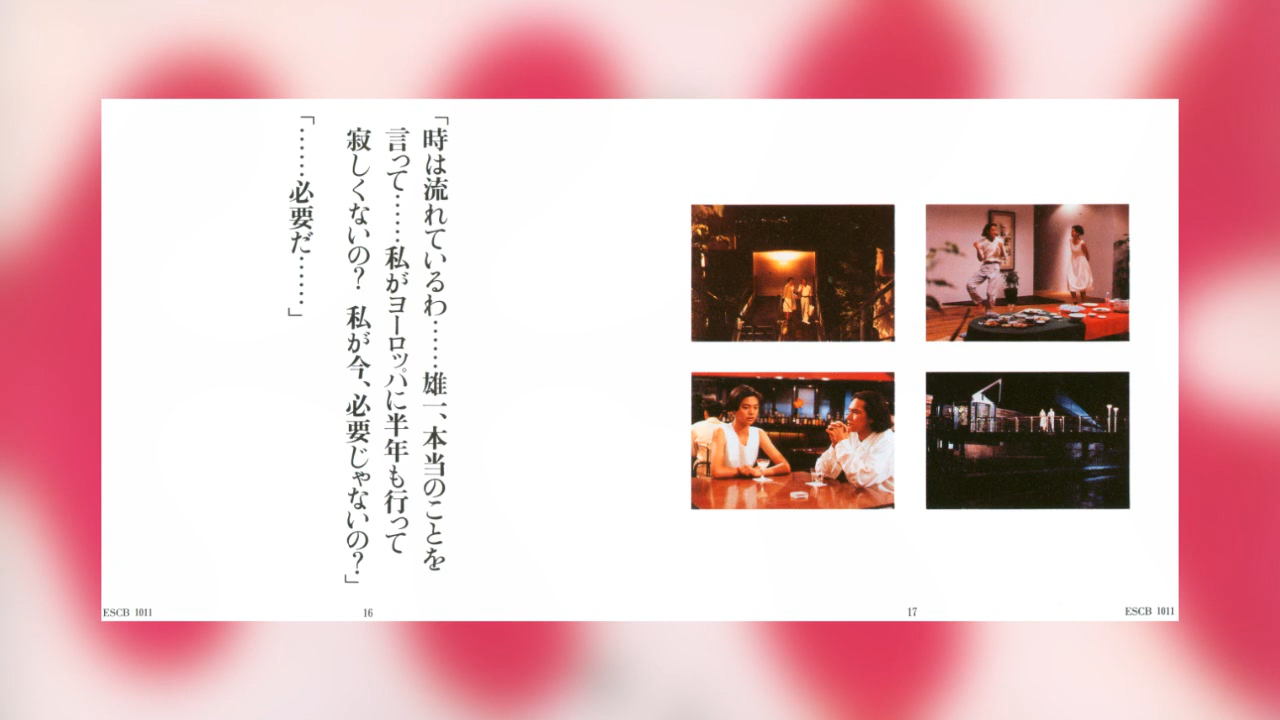 「時は流れているわ……雄一、本当のことを
言って……私がヨーロッパに半年も行って
寂しくないの？　私が今、必要じゃないの？」
「……必要だ……」
ESCB 1011
16
17
ESCB 1011